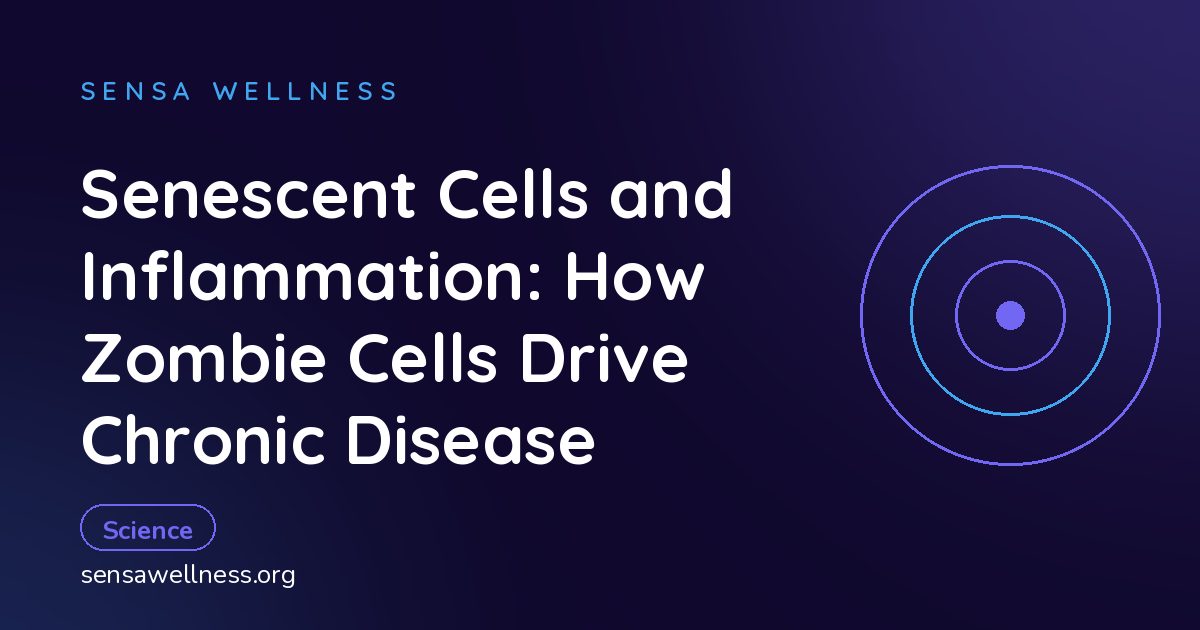 SENSA WELLNESS
Senescent Cells and
Inflammation: How
Zombie Cells Drive
Chronic Disease
Science
sensawellness.org